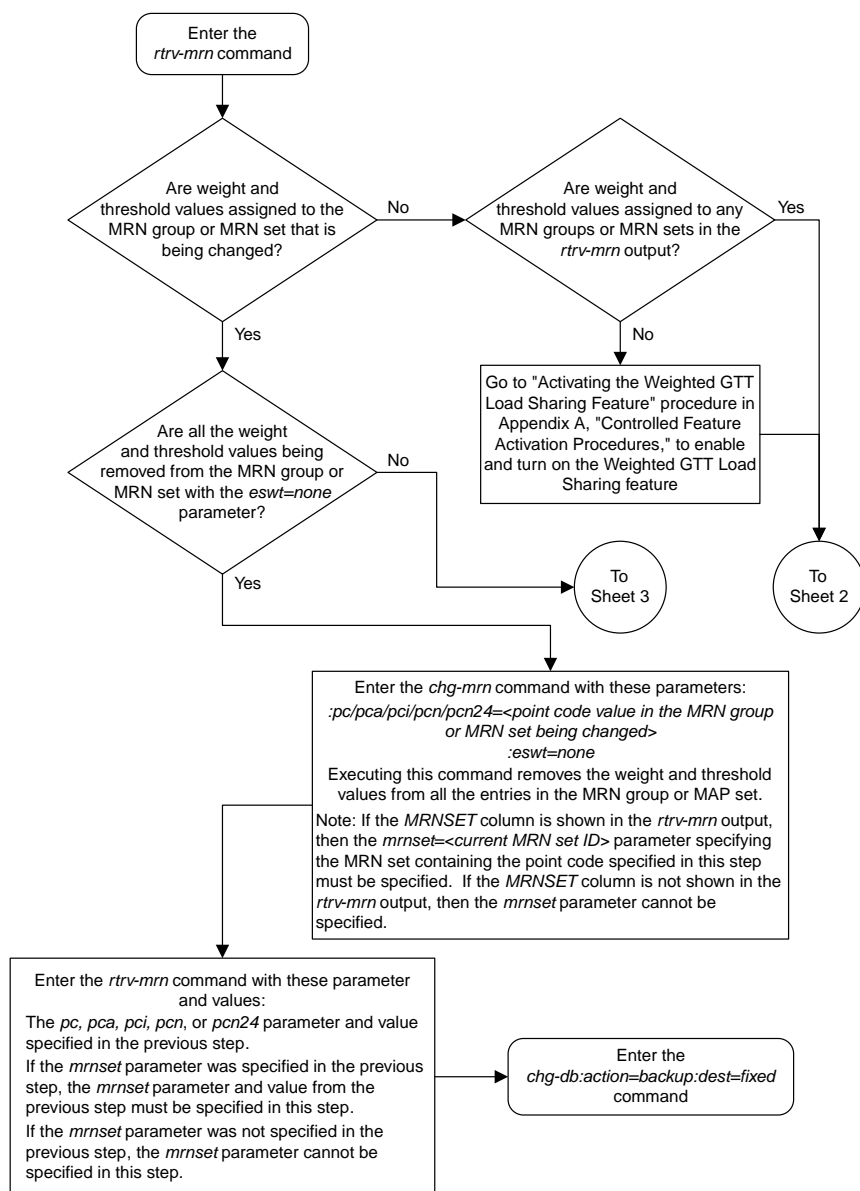 Enter the
rtrv-mrn command
Are weight and
threshold values assigned to the
MRN group or MRN set that is
being changed?
No
Are weight and
threshold values assigned to any
MRN groups or MRN sets in the
rtrv-mrn output?
Yes
Yes
No
Go to "Activating the Weighted GTT
Load Sharing Feature" procedure in
Appendix A, "Controlled Feature
Activation Procedures," to enable
and turn on the Weighted GTT Load
Sharing feature
Are all the weight
and threshold values being
removed from the MRN group or
MRN set with the eswt=none
parameter?
No
Yes
To
Sheet 3
To
Sheet 2
Enter the chg-mrn command with these parameters:
:pc/pca/pci/pcn/pcn24=<point code value in the MRN group
or MRN set being changed>
:eswt=none
Executing this command removes the weight and threshold
values from all the entries in the MRN group or MAP set.
Note: If the MRNSET column is shown in the rtrv-mrn output,
then the mrnset=<current MRN set ID> parameter specifying
the MRN set containing the point code specified in this step
must be specified.  If the MRNSET column is not shown in the
rtrv-mrn output, then the mrnset parameter cannot be
specified.
Enter the rtrv-mrn command with these parameter
and values:
The pc, pca, pci, pcn, or pcn24 parameter and value
specified in the previous step.
If the mrnset parameter was specified in the previous
step, the mrnset parameter and value from the
previous step must be specified in this step.
If the mrnset parameter was not specified in the
previous step, the mrnset parameter cannot be
specified in this step.
Enter the
chg-db:action=backup:dest=fixed
command